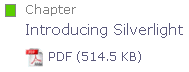 Chapter
Introducing Silverlight
PDF (514.5 KB)